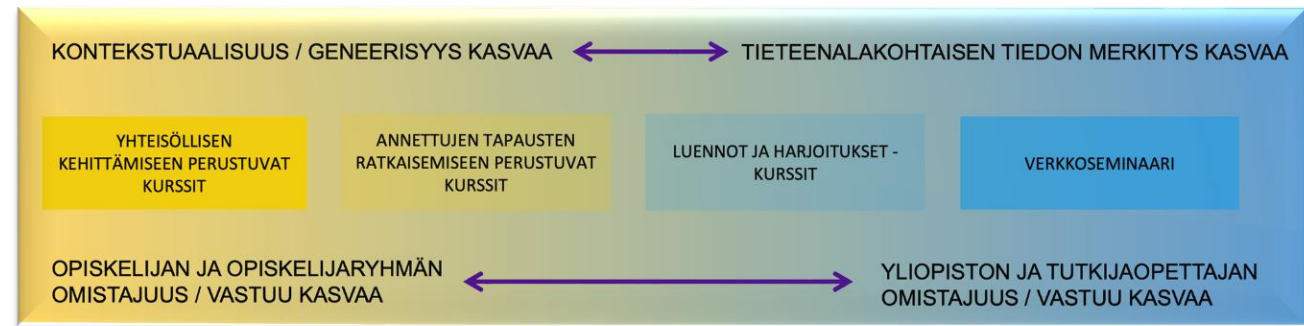 KONTEKSTUAALISUUS / GENEERISYYS KASVAA
TIETEENALAKOHTAISEN TIEDON MERKITYS KASVAA
YHTEISÖLLISEN
KEHITTÄMISEEN PERUSTUVAT
KURSSIT
ANNETTUJEN TAPAUSTEN
RATKAISEMISEEN PERUSTUVAT
KURSSIT
LUENNOT JA HARJOITUKSET -
KURSSIT
VERKKOSEMINAARI
OPISKELIJAN JA OPISKELIJARYHMÄN
OMISTAJUUS / VASTUU KASVAA
YLIOPISTON JA TUTKIJAOPETTAJAN
OMISTAJUUS / VASTUU KASVAA